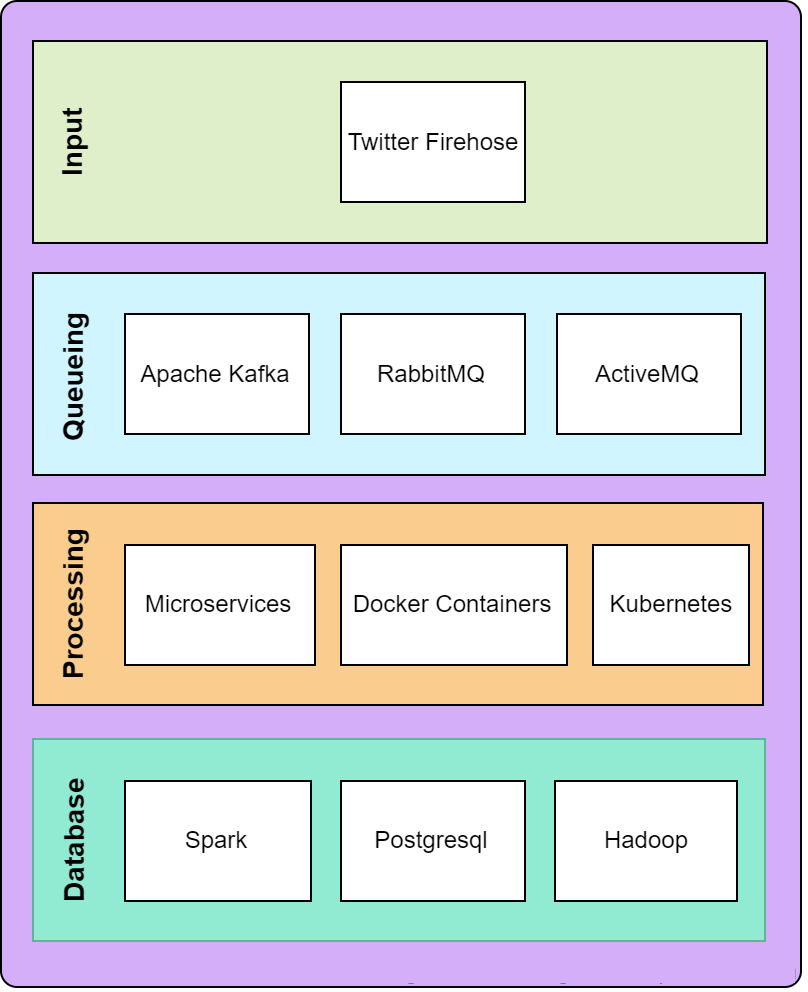 Input
Twitter Firehose
Queueing
Apache Kafka
RabbitMQ
ActiveMQ
Processing
Microservices
Docker Containers
Kubernetes
Database
Spark
Postgresql
Hadoop